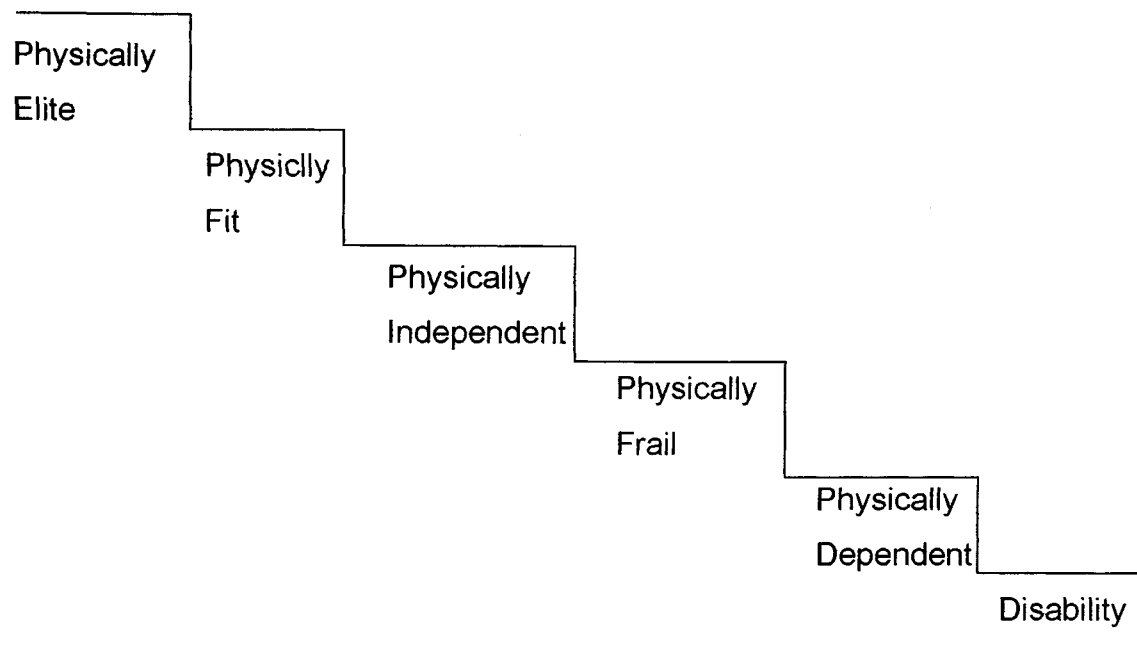 Physically
Elite
Physiclly
Fit
Physically
Independent
Physically
Frail
Physically
Dependent
Disability